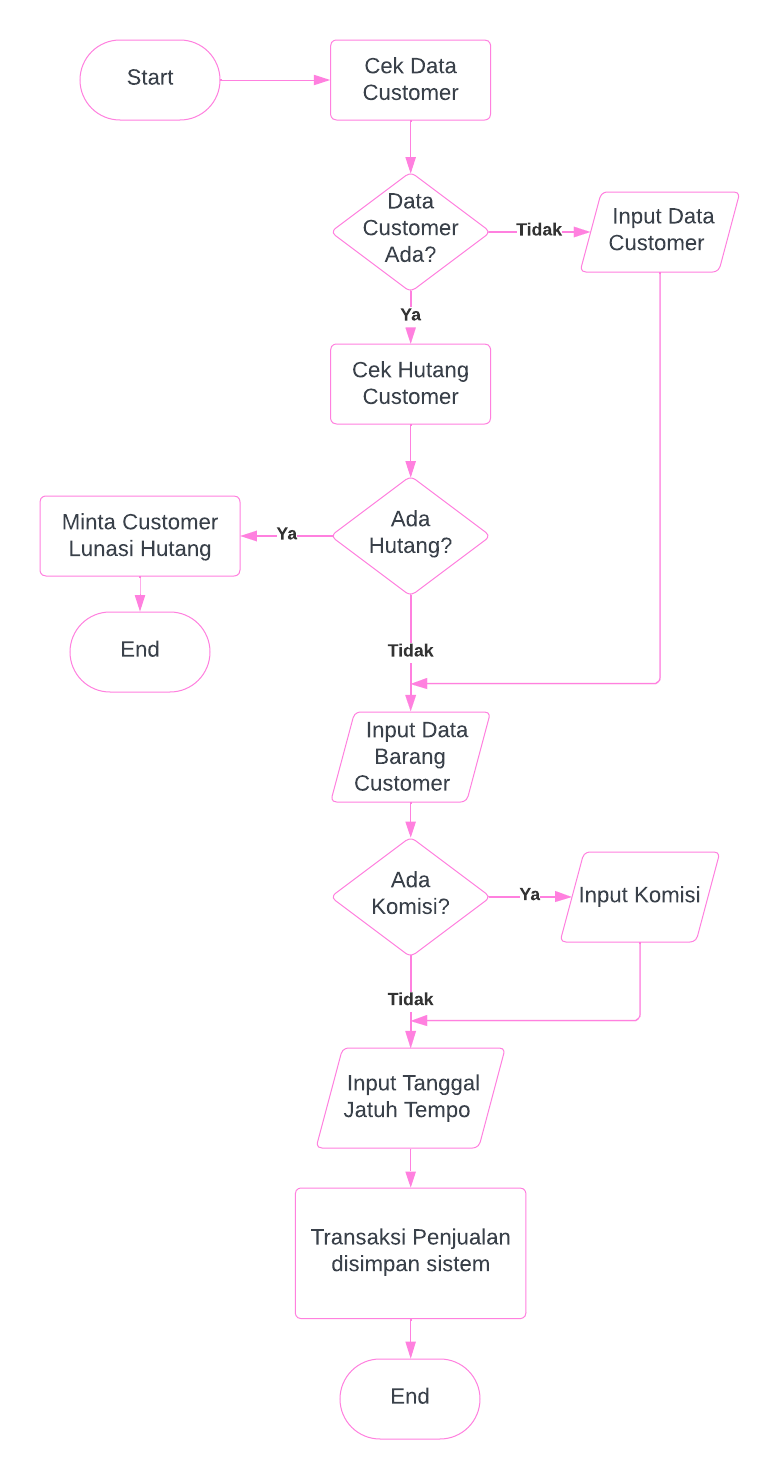 Start
Cek Data
Customer
Data
Customer
Ada?
Tidak
Input Data
Customer
Ya
Cek Hutang
Customer
Ada
Hutang?
Ya
Minta Customer
Lunasi Hutang
End
Tidak
Input Data
Barang
Customer
Ada
Komisi?
Ya
Input Komisi
Tidak
Input Tanggal
Jatuh Tempo
Transaksi Penjualan
disimpan sistem
End